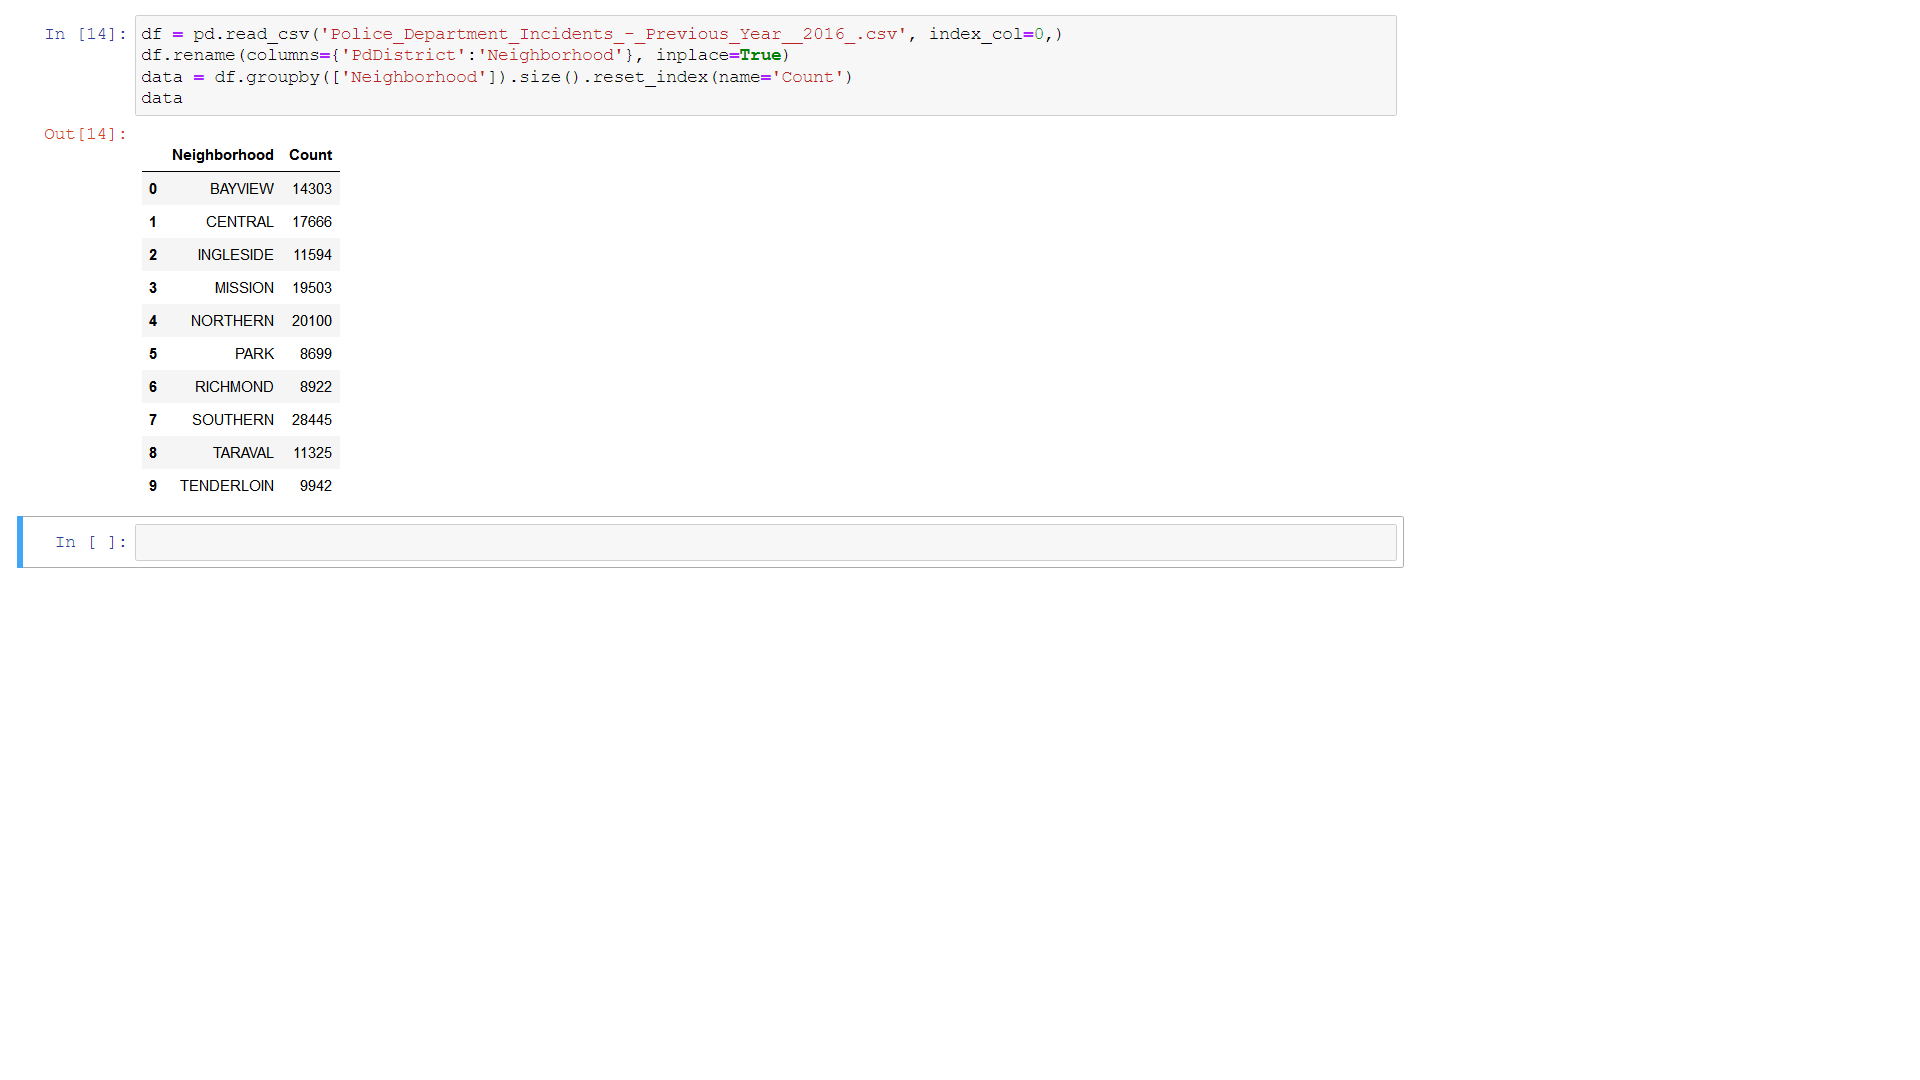 In [14]: df = pd.read_csv('Police_Department_Incidents_-_Previous_Year__2016_.csv', index_col=0,)
df.rename(columns={'PdDistrict':'Neighborhood'}, inplace=True)
data = df.groupby(['Neighborhood']).size().reset_index(name='Count')
data
Out[14]:
Neighborhood Count
0 BAYVIEW 14303
1 CENTRAL 17666
2 INGLESIDE 11594
3 MISSION 19503
4 NORTHERN 20100
5 PARK 8699
6 RICHMOND 8922
7 SOUTHERN 28445
8 TARAVAL 11325
9 TENDERLOIN 9942
In [ ]: